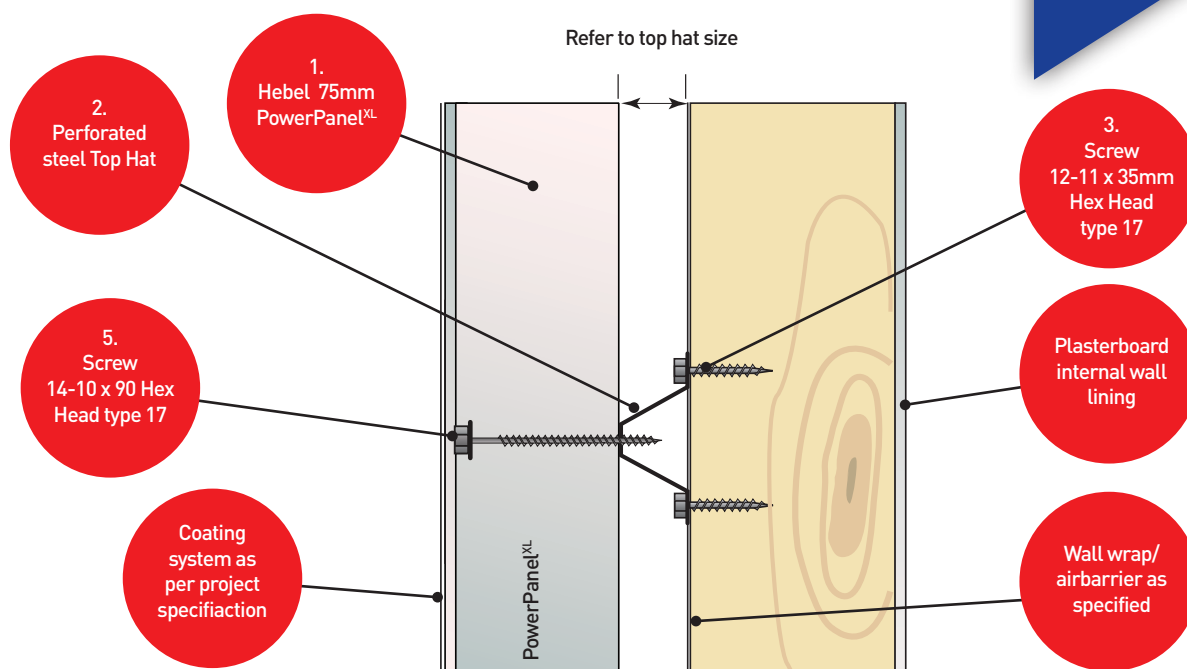 Refer to top hat size
1.
Hebel 75mm
PowerPanelXL
2.
Perforated
steel Top Hat
3.
Screw
12-11 x 35mm
Hex Head
type 17
5.
Screw
14-10 x 90 Hex
Head type 17
Plasterboard
internal wall
lining
Coating
system as
per project
specifiaction
PowerPanelXL
Wall wrap/
airbarrier as
specified